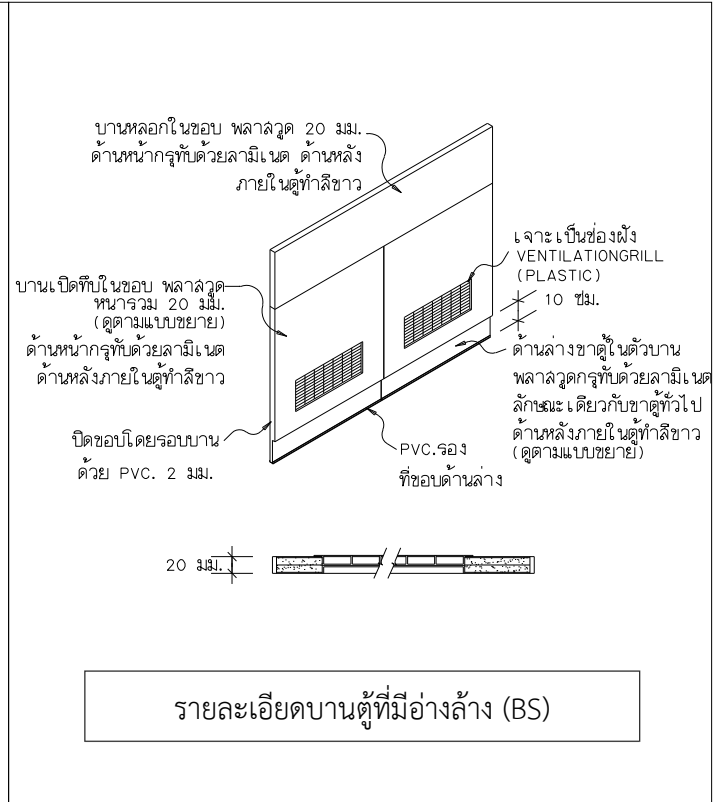 บานหลอกในขอบ พลาสวูด 20 มม.
ด้านหน้ากรุทับด้วยลามิเนต ด้านหลัง
ภายในตู้ทำสีขาว
เจาะเป็นช่องฝัง
VENTILATIONGRILL
(PLASTIC)
10 ซม.
บานเปิดทึบในขอบ พลาสวูด
หนารวม 20 มม.
(ดูตามแบบขยาย)
ด้านหน้ากรุทับด้วยลามิเนต
ด้านหลังภายในตู้ทำสีขาว
ด้านล่างขาตู้ในตัวบาน
พลาสวูดกรุทับด้วยลามิเนต
ลักษณะเดียวกับขาตู้ทั่วไป
ด้านหลังภายในตู้ทำสีขาว
(ดูตามแบบขยาย)
ปิดขอบโดยรอบบาน
ด้วย PVC. 2 มม.
PVC.รอง
ที่ขอบด้านล่าง
20 มม.
รายละเอียดบานตู้ที่มีอ่างล้าง (BS)